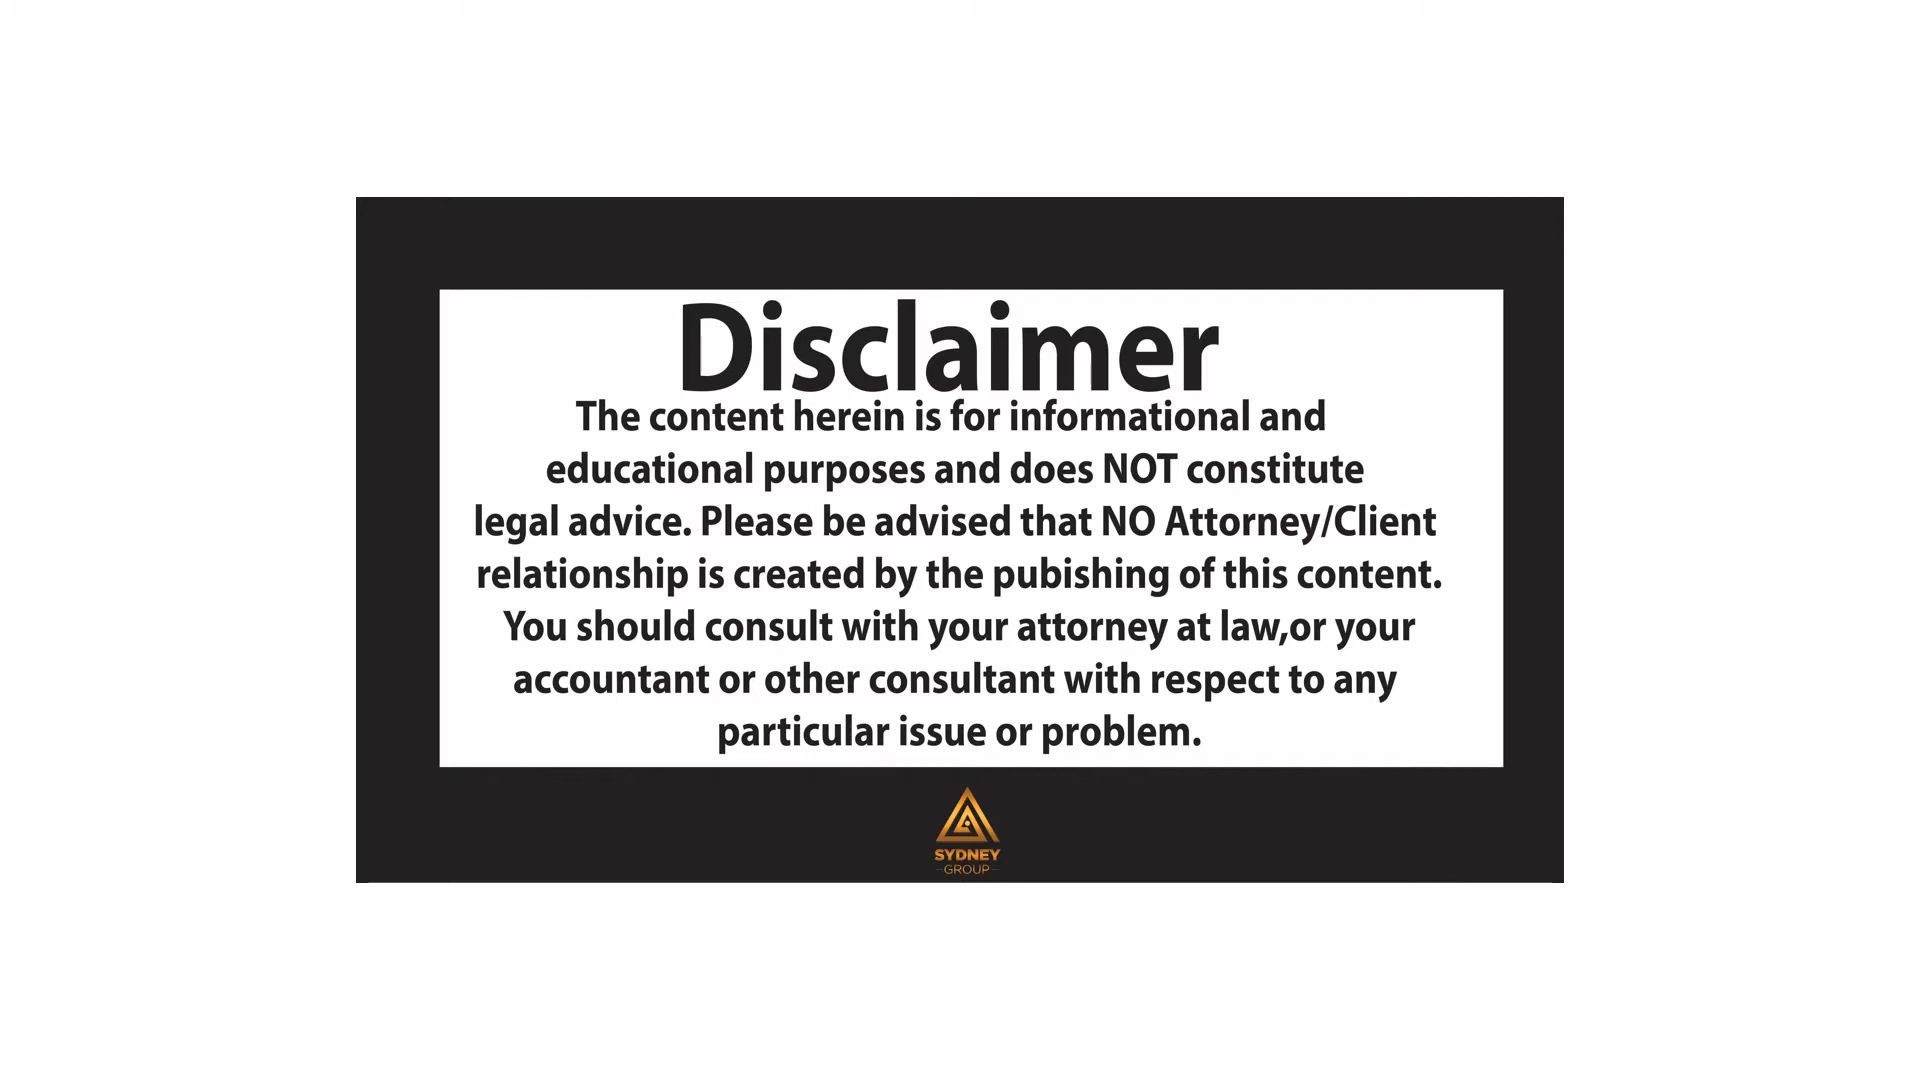 Disclaimer
The content herein is for informational and
educational purposes and does NOT constitute
legal advice. Please be advised that NO Attorney/Client
relationship is created by the pubishing of this content.
You should consult with your attorney at law,or your
accountant or other consultant with respect to any
particular issue or problem.
SYDNEY
GROUP